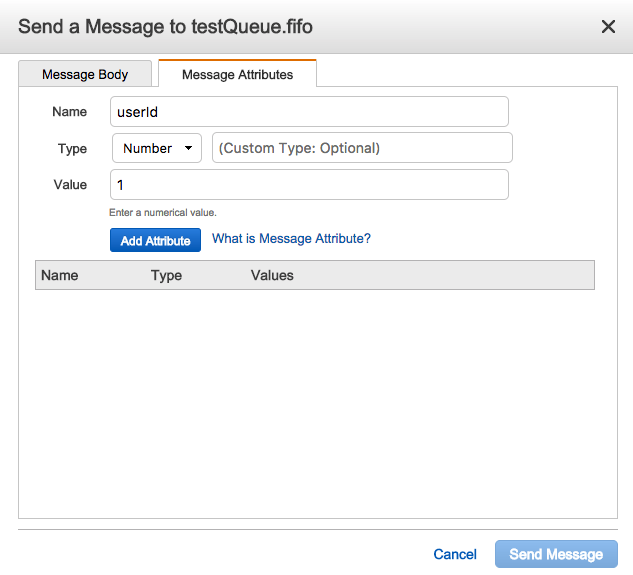 Send a Message to testQueue.fifo
Message Body Message Attributes
Name userId
Type Number (Custom Type: Optional)
Value 1
Enter a numerical value.
Add Attribute What is Message Attribute?
Name Type Values
Cancel Send Message